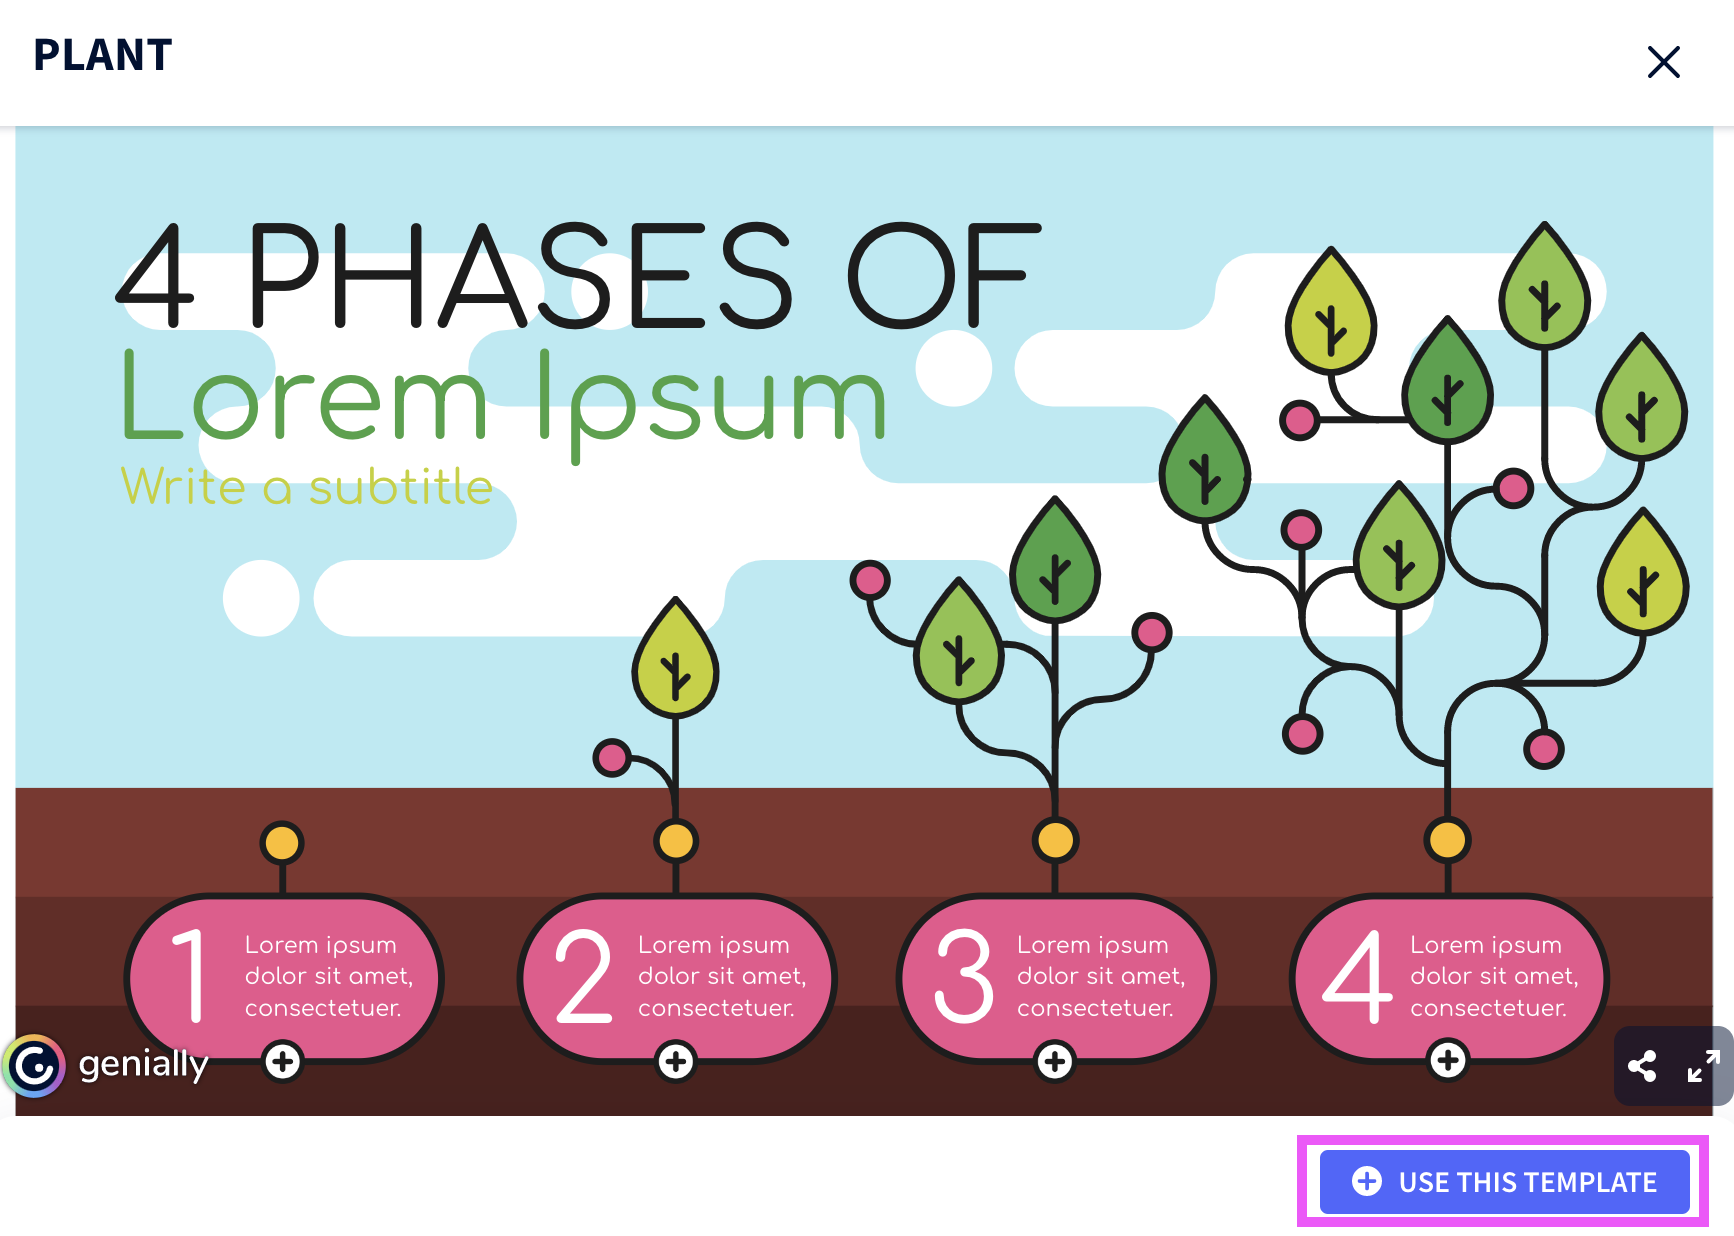 PLANT
4 PHASES OF
Lorem Ipsum
Write a subtitle
1
Lorem ipsum
dolor sit amet,
consectetuer.
2
Lorem ipsum
dolor sit amet,
consectetuer.
3
Lorem ipsum
dolor sit amet,
consectetuer.
4
Lorem ipsum
dolor sit amet,
consectetuer.
genially
USE THIS TEMPLATE